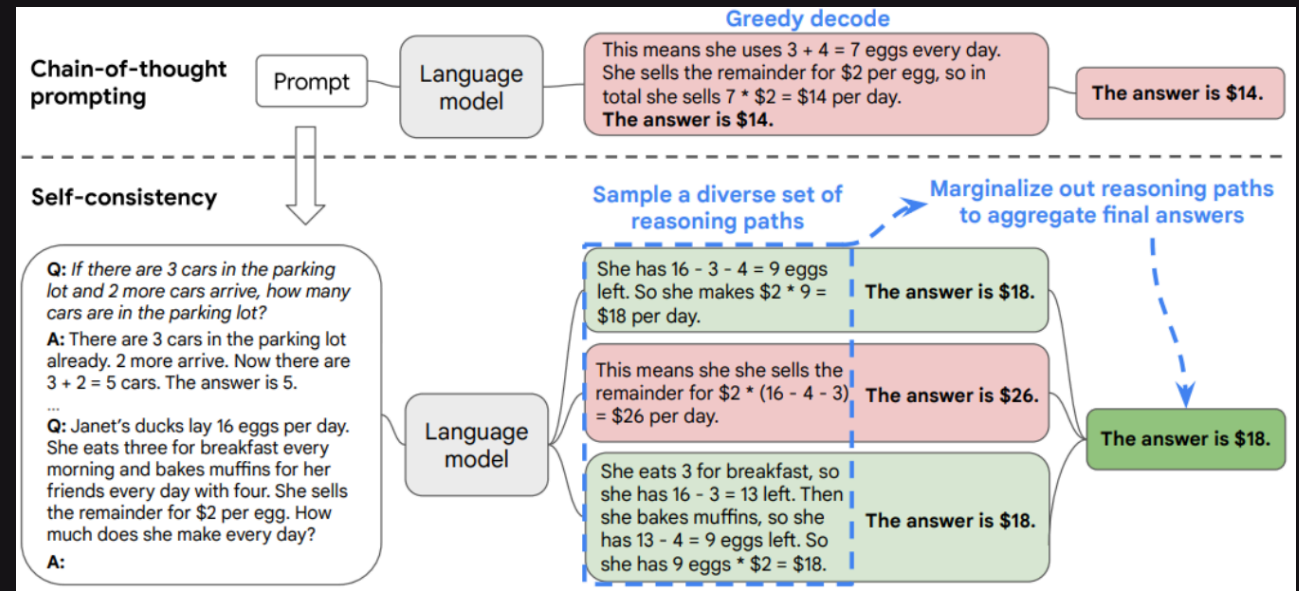 Greedy decode
Chain-of-thought
prompting
Prompt
Language
model
This means she uses 3 + 4 = 7 eggs every day.
She sells the remainder for $2 per egg, so in
total she sells 7 * $2 = $14 per day.
The answer is $14.
The answer is $14.
Self-consistency
Sample a diverse set of
reasoning paths
Marginalize out reasoning paths
to aggregate final answers
Q: If there are 3 cars in the parking
lot and 2 more cars arrive, how many
cars are in the parking lot?
A: There are 3 cars in the parking lot
already. 2 more arrive. Now there are
3 + 2 = 5 cars. The answer is 5.
...
Q: Janet's ducks lay 16 eggs per day.
She eats three for breakfast every
morning and bakes muffins for her
friends every day with four. She sells
the remainder for $2 per egg. How
much does she make every day?
A:
Language
model
She has 16 - 3 - 4 = 9 eggs
left. So she makes $2 * 9 =
$18 per day.
The answer is $18.
This means she she sells the
remainder for $2 * (16 - 4 - 3)
= $26 per day.
The answer is $26.
She eats 3 for breakfast, so
she has 16 - 3 = 13 left. Then
she bakes muffins, so she
has 13 - 4 = 9 eggs left. So
she has 9 eggs * $2 = $18.
The answer is $18.
The answer is $18.